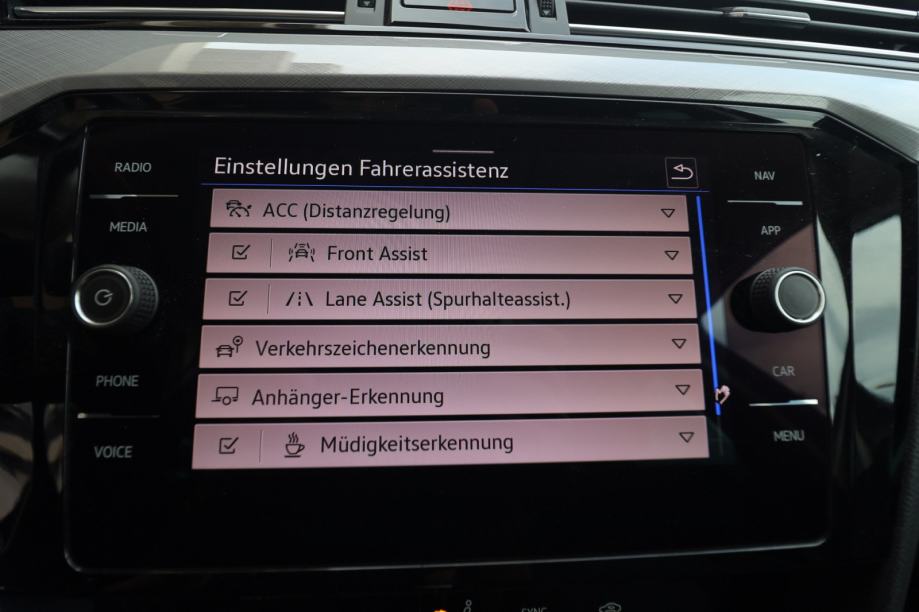 RADIO
MEDIA
PHONE
VOICE
Einstellungen Fahrerassistenz
ACC (Distanzregelung)
Front Assist
Lane Assist (Spurhalteassist.)
Verkehrszeichenerkennung
Anhänger-Erkennung
Müdigkeitserkennung
NAV
APP
CAR
MENU
SYNC